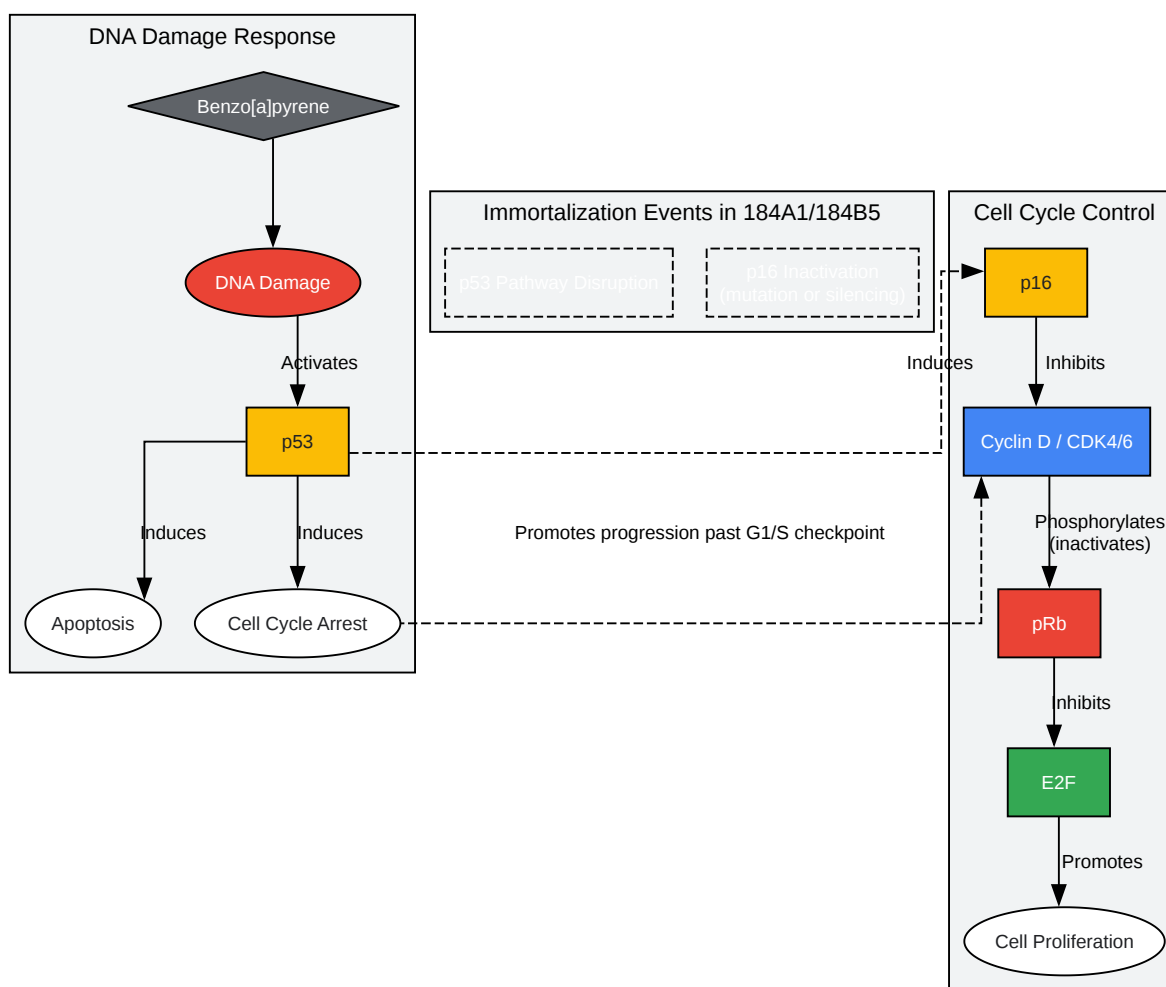 DNA Damage Response
Benzo[a]pyrene
DNA Damage
Activates
p53
Induces
Induces
Apoptosis
Cell Cycle Arrest
Immortalization Events in 184A1/184B5
p53 Pathway Disruption
p16 Inactivation
(mutation or silencing)
Induces
Promotes progression past G1/S checkpoint
Cell Cycle Control
p16
Inhibits
Cyclin D / CDK4/6
Phosphorylates
(inactivates)
pRb
Inhibits
E2F
Promotes
Cell Proliferation